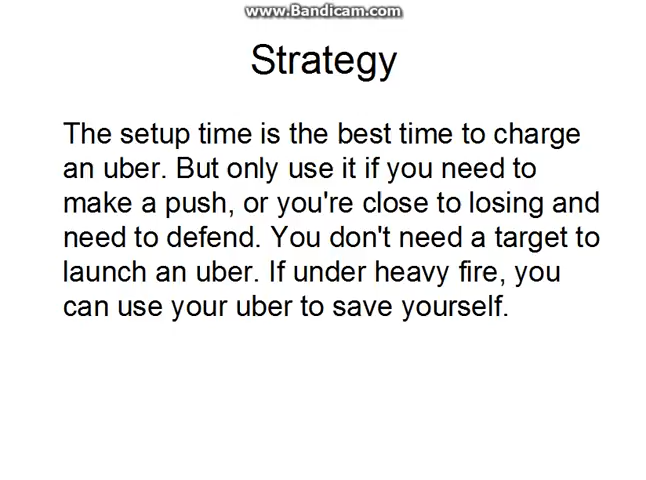 www.Bandicam.com
Strategy
The setup time is the best time to charge
an uber. But only use it if you need to
make a push, or you're close to losing and
need to defend. You don't need a target to
launch an uber. If under heavy fire, you
can use your uber to save yourself.